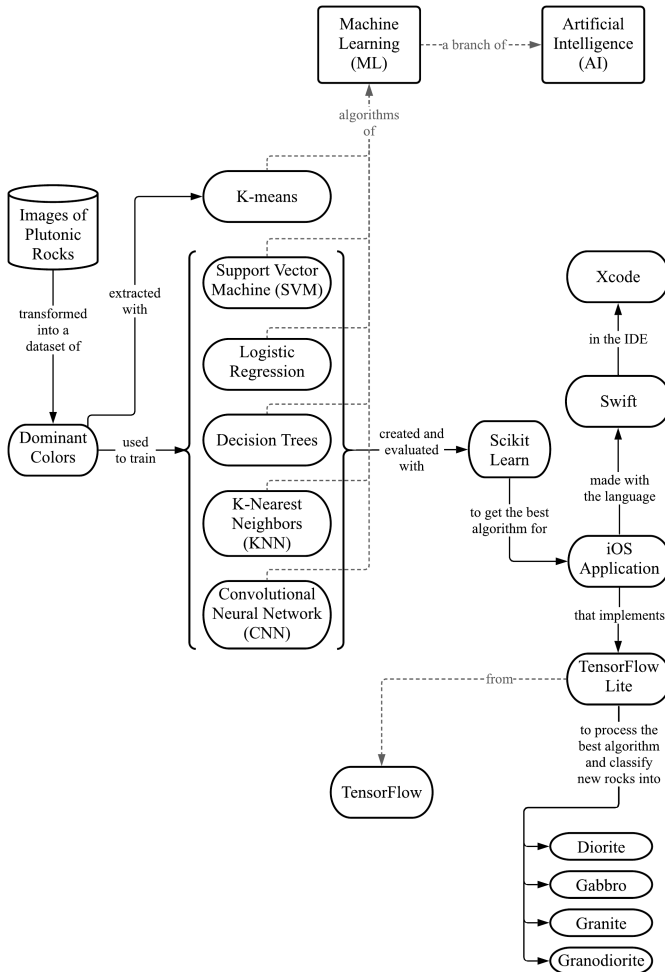 Machine
Learning
(ML)
a branch of
Artificial
Intelligence
(AI)
algorithms
of
K-means
Images of
Plutonic
Rocks
extracted
with
transformed
into a
dataset of
Support Vector
Machine (SVM)
Logistic
Regression
Dominant
Colors
used
to train
Decision Trees
K-Nearest
Neighbors
(KNN)
Convolutional
Neural Network
(CNN)
created and
evaluated
with
Scikit
Learn
to get the best
algorithm for
Xcode
in the IDE
Swift
made with
the language
iOS
Application
that implements
TensorFlow
Lite
from
TensorFlow
to process the
best algorithm
and classify
new rocks into
Diorite
Gabbro
Granite
Granodiorite